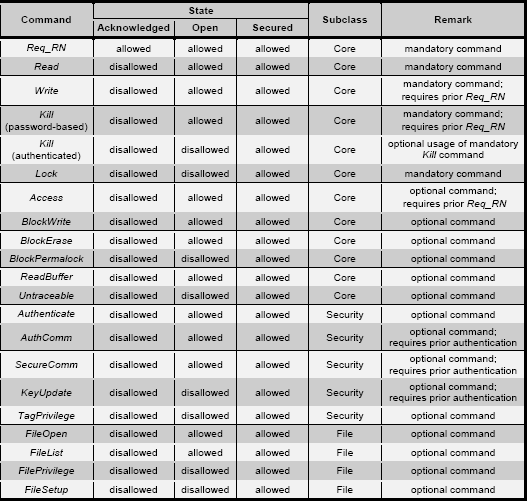 Command State Subclass Remark
Acknowledged Open Secured
Req_RN allowed allowed allowed Core mandatory command
Read disallowed allowed allowed Core mandatory command
Write disallowed allowed allowed Core mandatory command;
requires prior Req_RN
Kill
(password-based) disallowed allowed allowed Core mandatory command;
requires prior Req_RN
Kill
(authenticated) disallowed disallowed allowed Core optional usage of mandatory
Kill command
Lock disallowed disallowed allowed Core mandatory command
Access disallowed allowed allowed Core optional command;
requires prior Req_RN
BlockWrite disallowed allowed allowed Core optional command
BlockErase disallowed allowed allowed Core optional command
BlockPermalock disallowed disallowed allowed Core optional command
ReadBuffer disallowed allowed allowed Core optional command
Untraceable disallowed disallowed allowed Core optional command
Authenticate disallowed allowed allowed Security optional command
AuthComm disallowed allowed allowed Security optional command;
requires prior authentication
SecureComm disallowed allowed allowed Security optional command;
requires prior authentication
KeyUpdate disallowed disallowed allowed Security optional command;
requires prior authentication
TagPrivilege disallowed disallowed allowed Security optional command
FileOpen disallowed allowed allowed File optional command
FileList disallowed allowed allowed File optional command
FilePrivilege disallowed disallowed allowed File optional command
FileSetup disallowed disallowed allowed File optional command